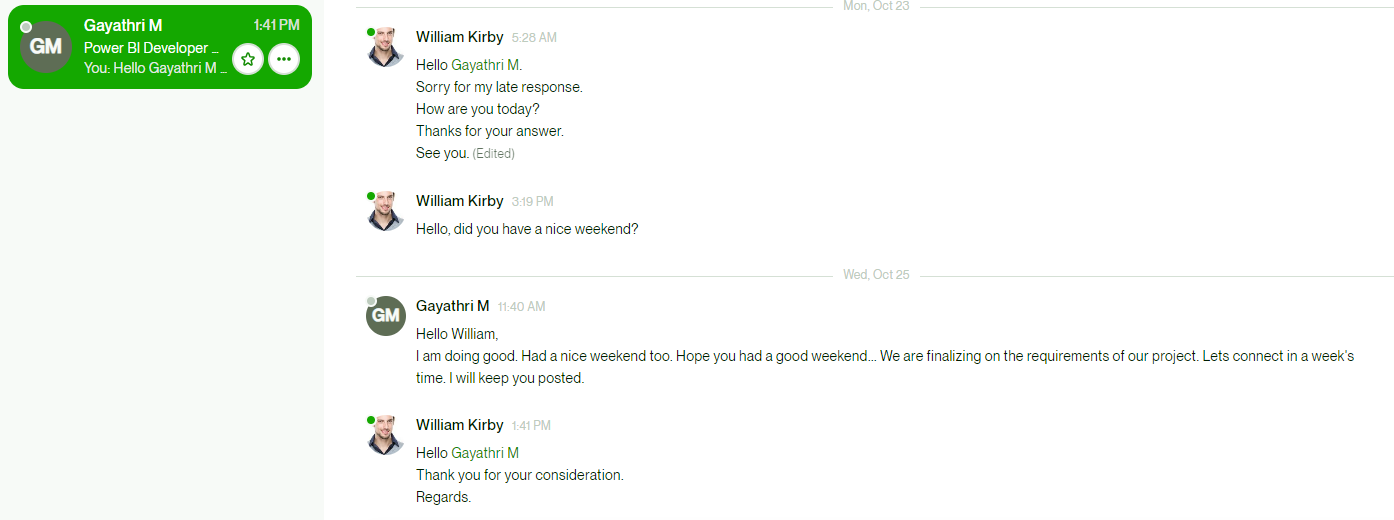 GM
Gayathri M 1:41 PM
Power BI Developer ...
You: Hello Gayathri M ...
Mon, Oct 23
William Kirby 5:28 AM
Hello Gayathri M.
Sorry for my late response.
How are you today?
Thanks for your answer.
See you. (Edited)
William Kirby 3:19 PM
Hello, did you have a nice weekend?
Wed, Oct 25
GM
Gayathri M 11:40 AM
Hello William,
I am doing good. Had a nice weekend too. Hope you had a good weekend... We are finalizing on the requirements of our project. Lets connect in a week's
time. I will keep you posted.
William Kirby 1:41 PM
Hello Gayathri M
Thank you for your consideration.
Regards.